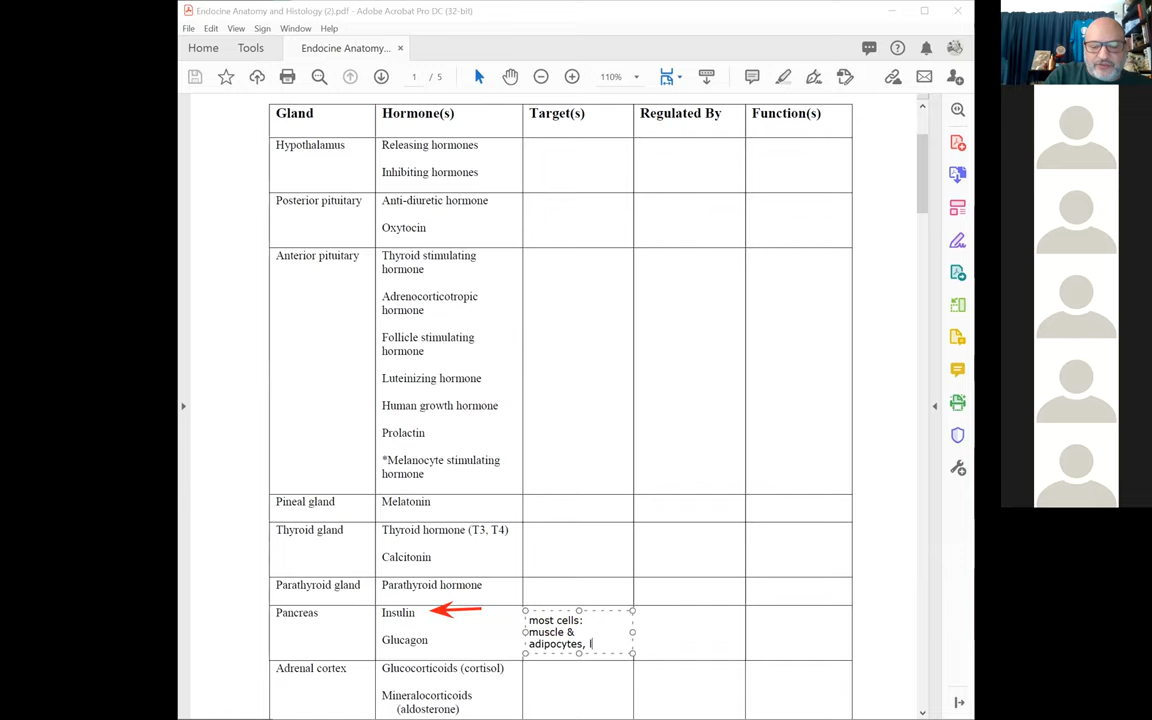 Endocrine Anatomy and Histology (2).pdf - Adobe Acrobat Pro DC (32-bit)
File Edit View Sign Window Help
Home Tools Endocrine Anatomy... ×
1 / 5 110%
Gland Hormone(s) Target(s) Regulated By Function(s)
Hypothalamus Releasing hormones
Inhibiting hormones
Posterior pituitary Anti-diuretic hormone
Oxytocin
Anterior pituitary Thyroid stimulating
hormone
Adrenocorticotropic
hormone
Follicle stimulating
hormone
Luteinizing hormone
Human growth hormone
Prolactin
*Melanocyte stimulating
hormone
Pineal gland Melatonin
Thyroid gland Thyroid hormone (T3, T4)
Calcitonin
Parathyroid gland Parathyroid hormone
Pancreas Insulin
most cells:
muscle &
Glucagon
adipocytes, l
Adrenal cortex Glucocorticoids (cortisol)
Mineralocorticoids
(aldosterone)